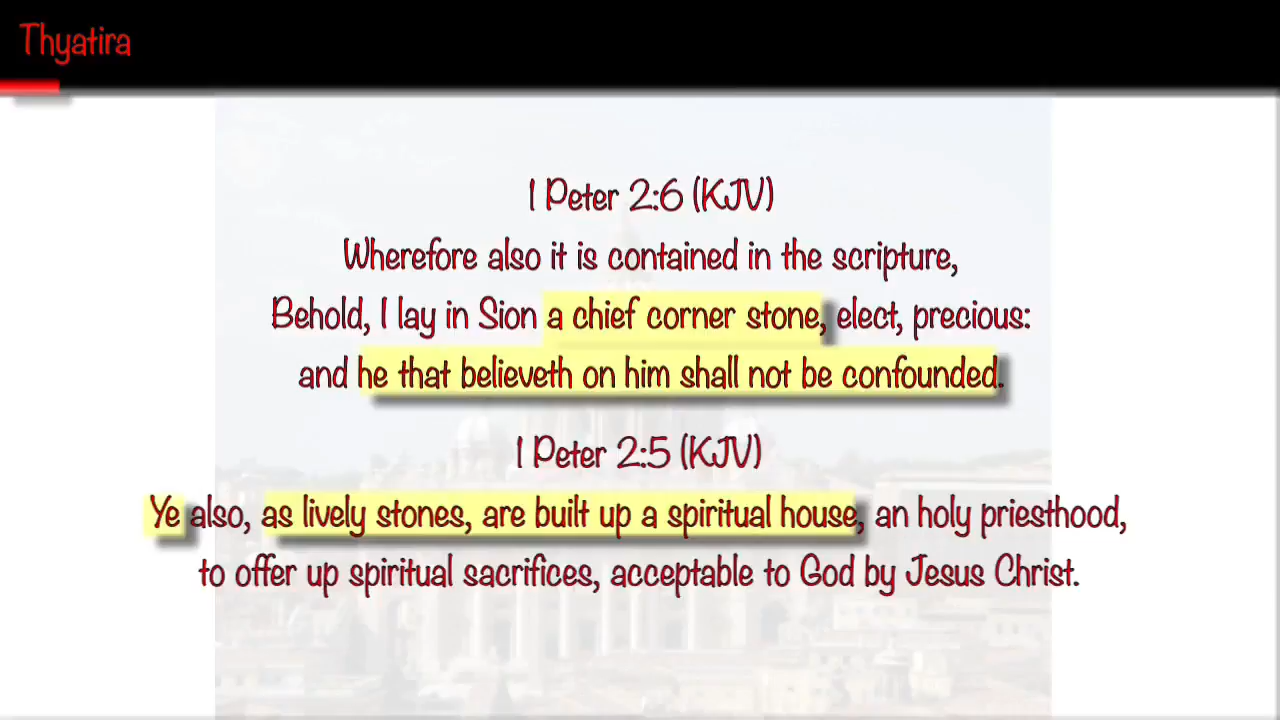 Thyatira
1 Peter 2:6 (KJV)
Wherefore also it is contained in the scripture,
Behold, I lay in Sion a chief corner stone, elect, precious:
and he that believeth on him shall not be confounded.
1 Peter 2:5 (KJV)
Ye also, as lively stones, are built up a spiritual house, an holy priesthood,
to offer up spiritual sacrifices, acceptable to God by Jesus Christ.